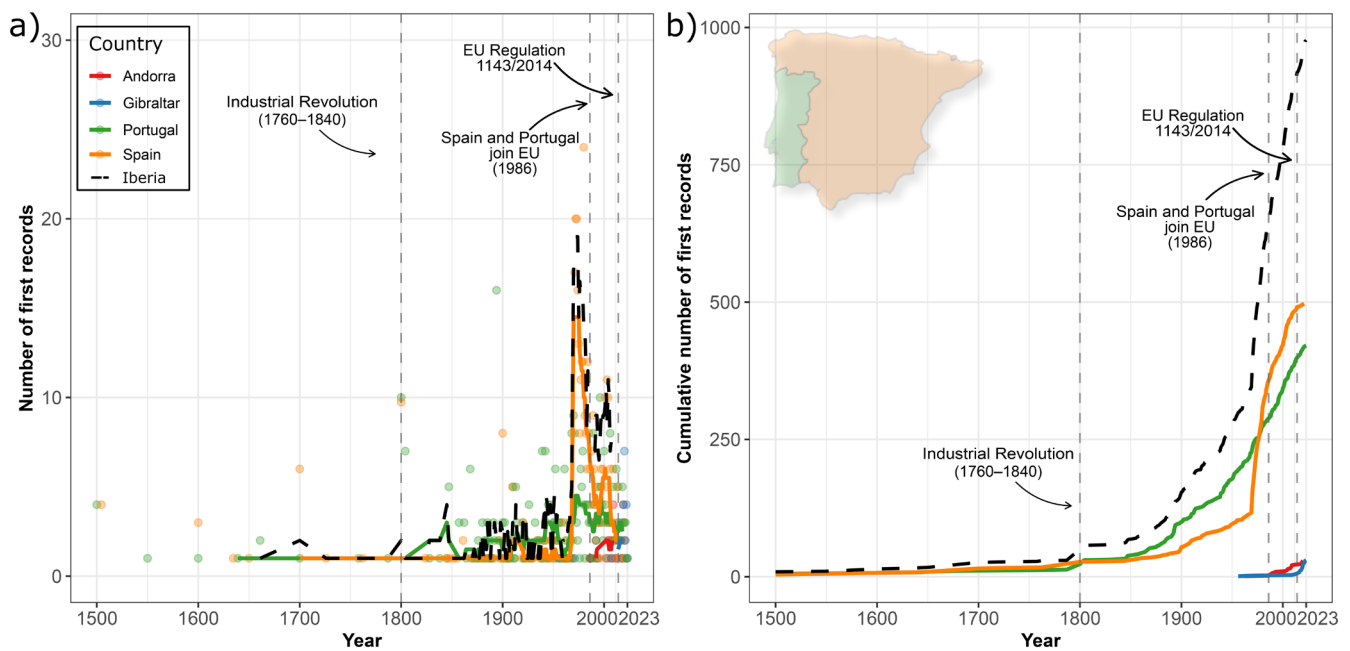 a)
Country
Andorra
Gibraltar
Portugal
Spain
Iberia
Industrial Revolution
(1760–1840)
EU Regulation
1143/2014
Spain and Portugal
join EU
(1986)
Number of first records
30
20
10
0
1500
1600
1700
1800
1900
2000
2023
Year
b)
EU Regulation
1143/2014
Spain and Portugal
join EU
(1986)
Industrial Revolution
(1760–1840)
Cumulative number of first records
1000
750
500
250
0
1500
1600
1700
1800
1900
2000
2023
Year